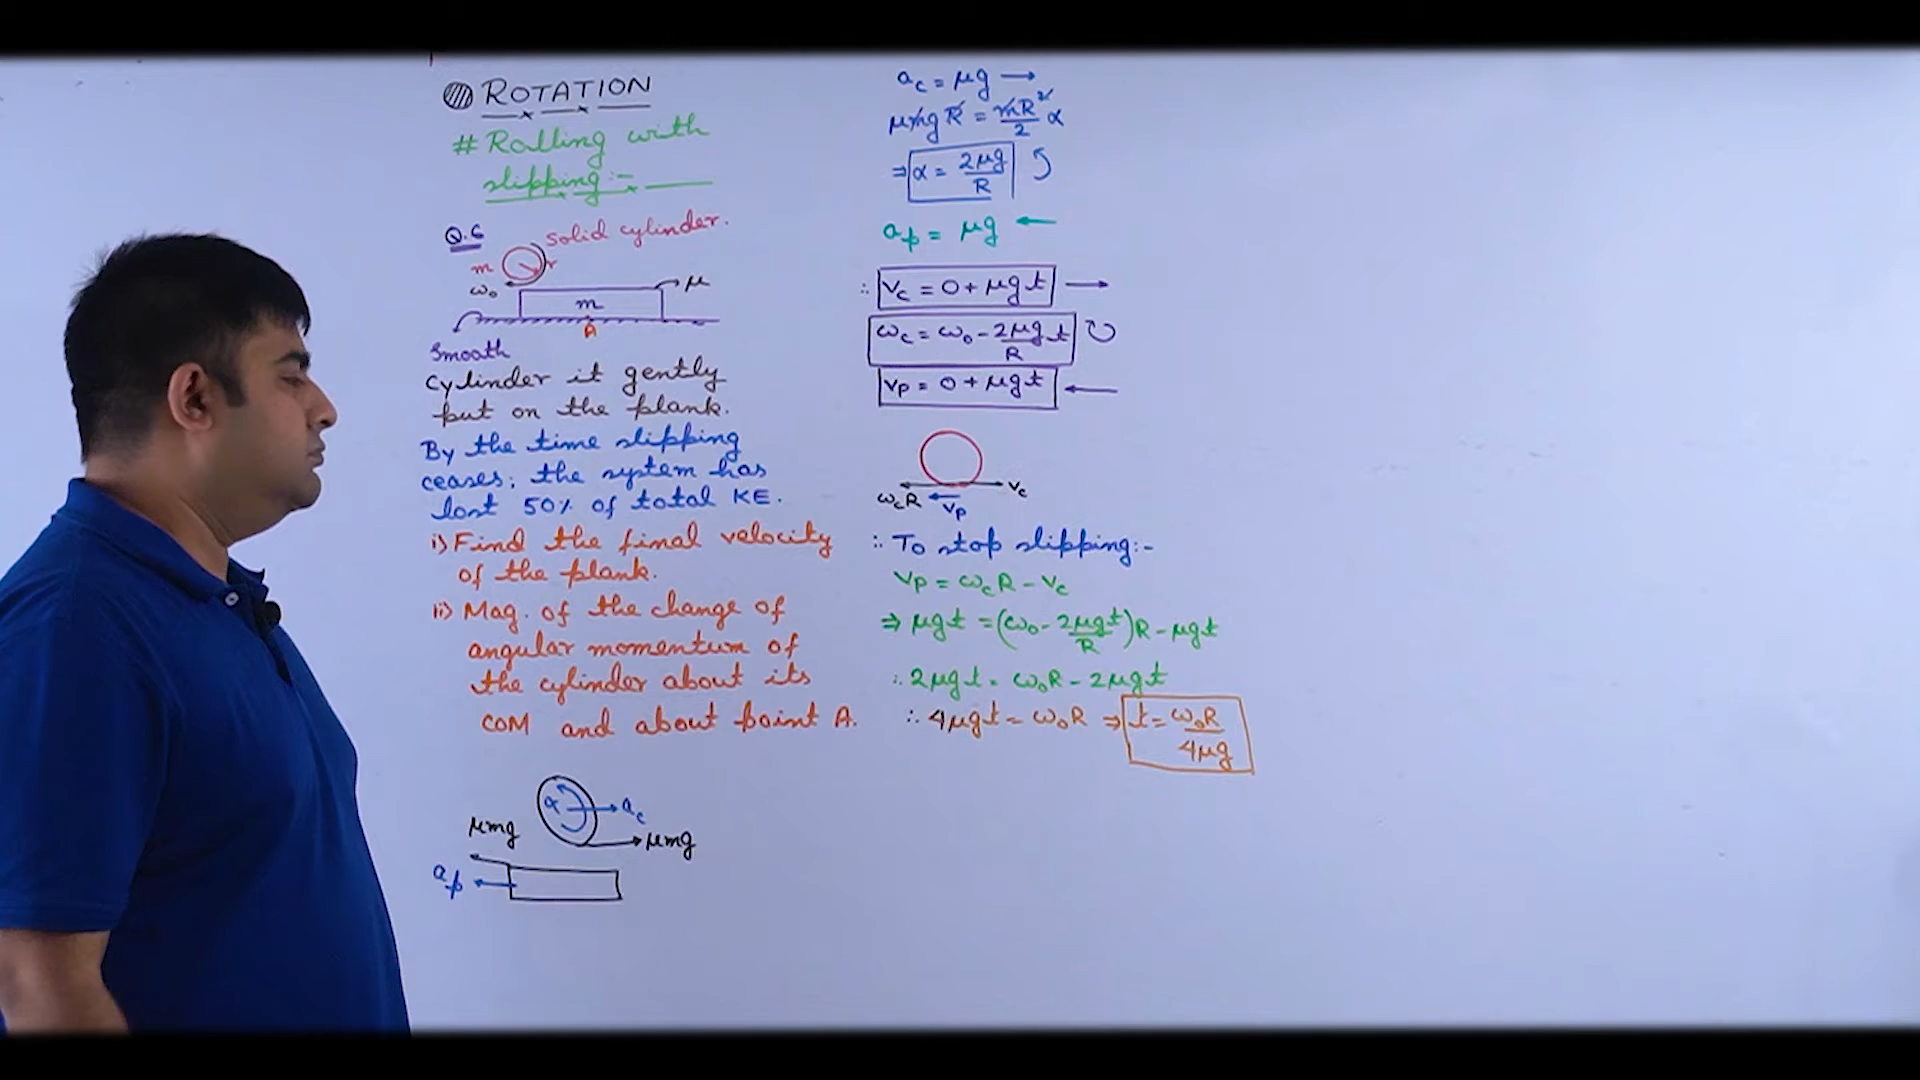 ROTATION
# Rolling with
slipping:-
Q.6
Solid cylinder.
m
r
ω₀
μ
m
A
Smooth
Cylinder it gently
put on the plank.
By the time slipping
ceases; the system has
lost 50% of total KE.
i) Find the final velocity
of the plank.
ii) Mag. of the change of
angular momentum of
the cylinder about its
COM and about point A.
α
a_c
μmg
μmg
a_p
a_c = μg →
μmg R = mR²/2 α
⇒ α = 2μg/R
a_p = μg ←
∴ v_c = 0 + μgt →
ω_c = ω₀ - 2μg/R t ↻
v_p = 0 + μgt ←
ω_cR
v_p
v_c
∴ To stop slipping:-
v_p = ω_cR - v_c
⇒ μgt = (ω₀ - 2μgt/R)R - μgt
∴ 2μgt = ω₀R - 2μgt
∴ 4μgt = ω₀R ⇒ t = ω₀R/4μg